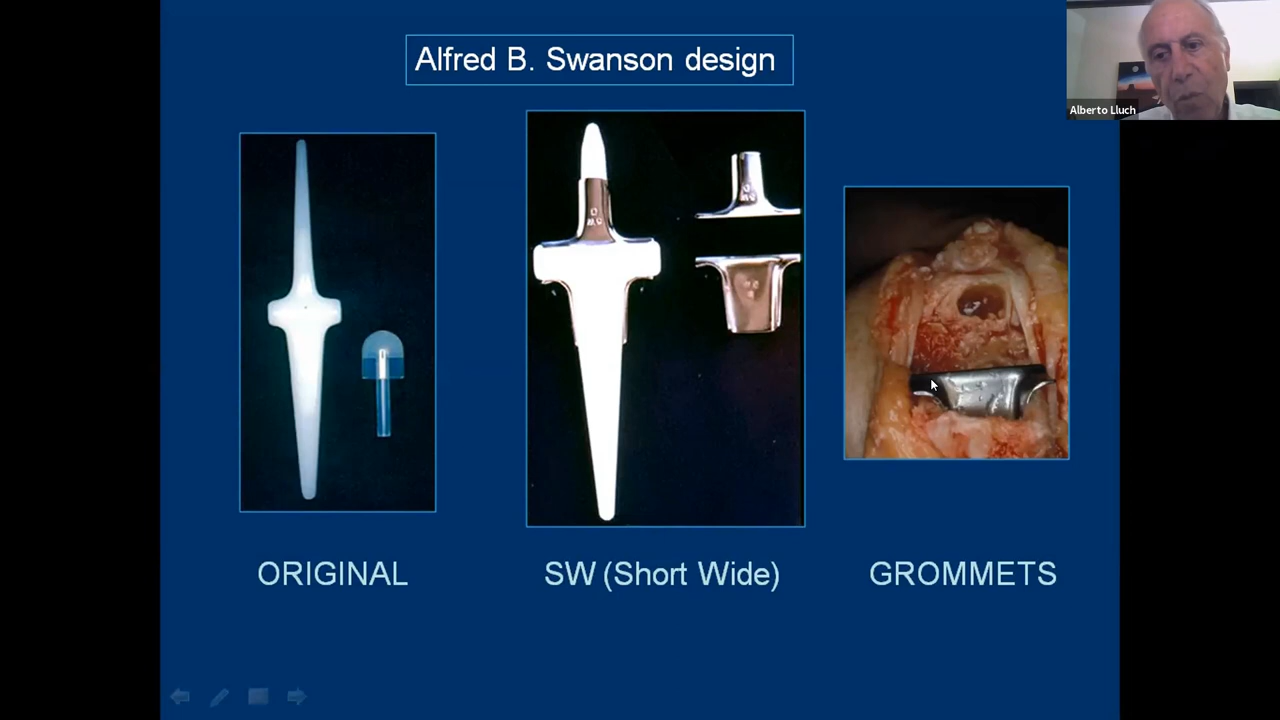 Alfred B. Swanson design
Alberto Lluch
ORIGINAL
SW (Short Wide)
GROMMETS